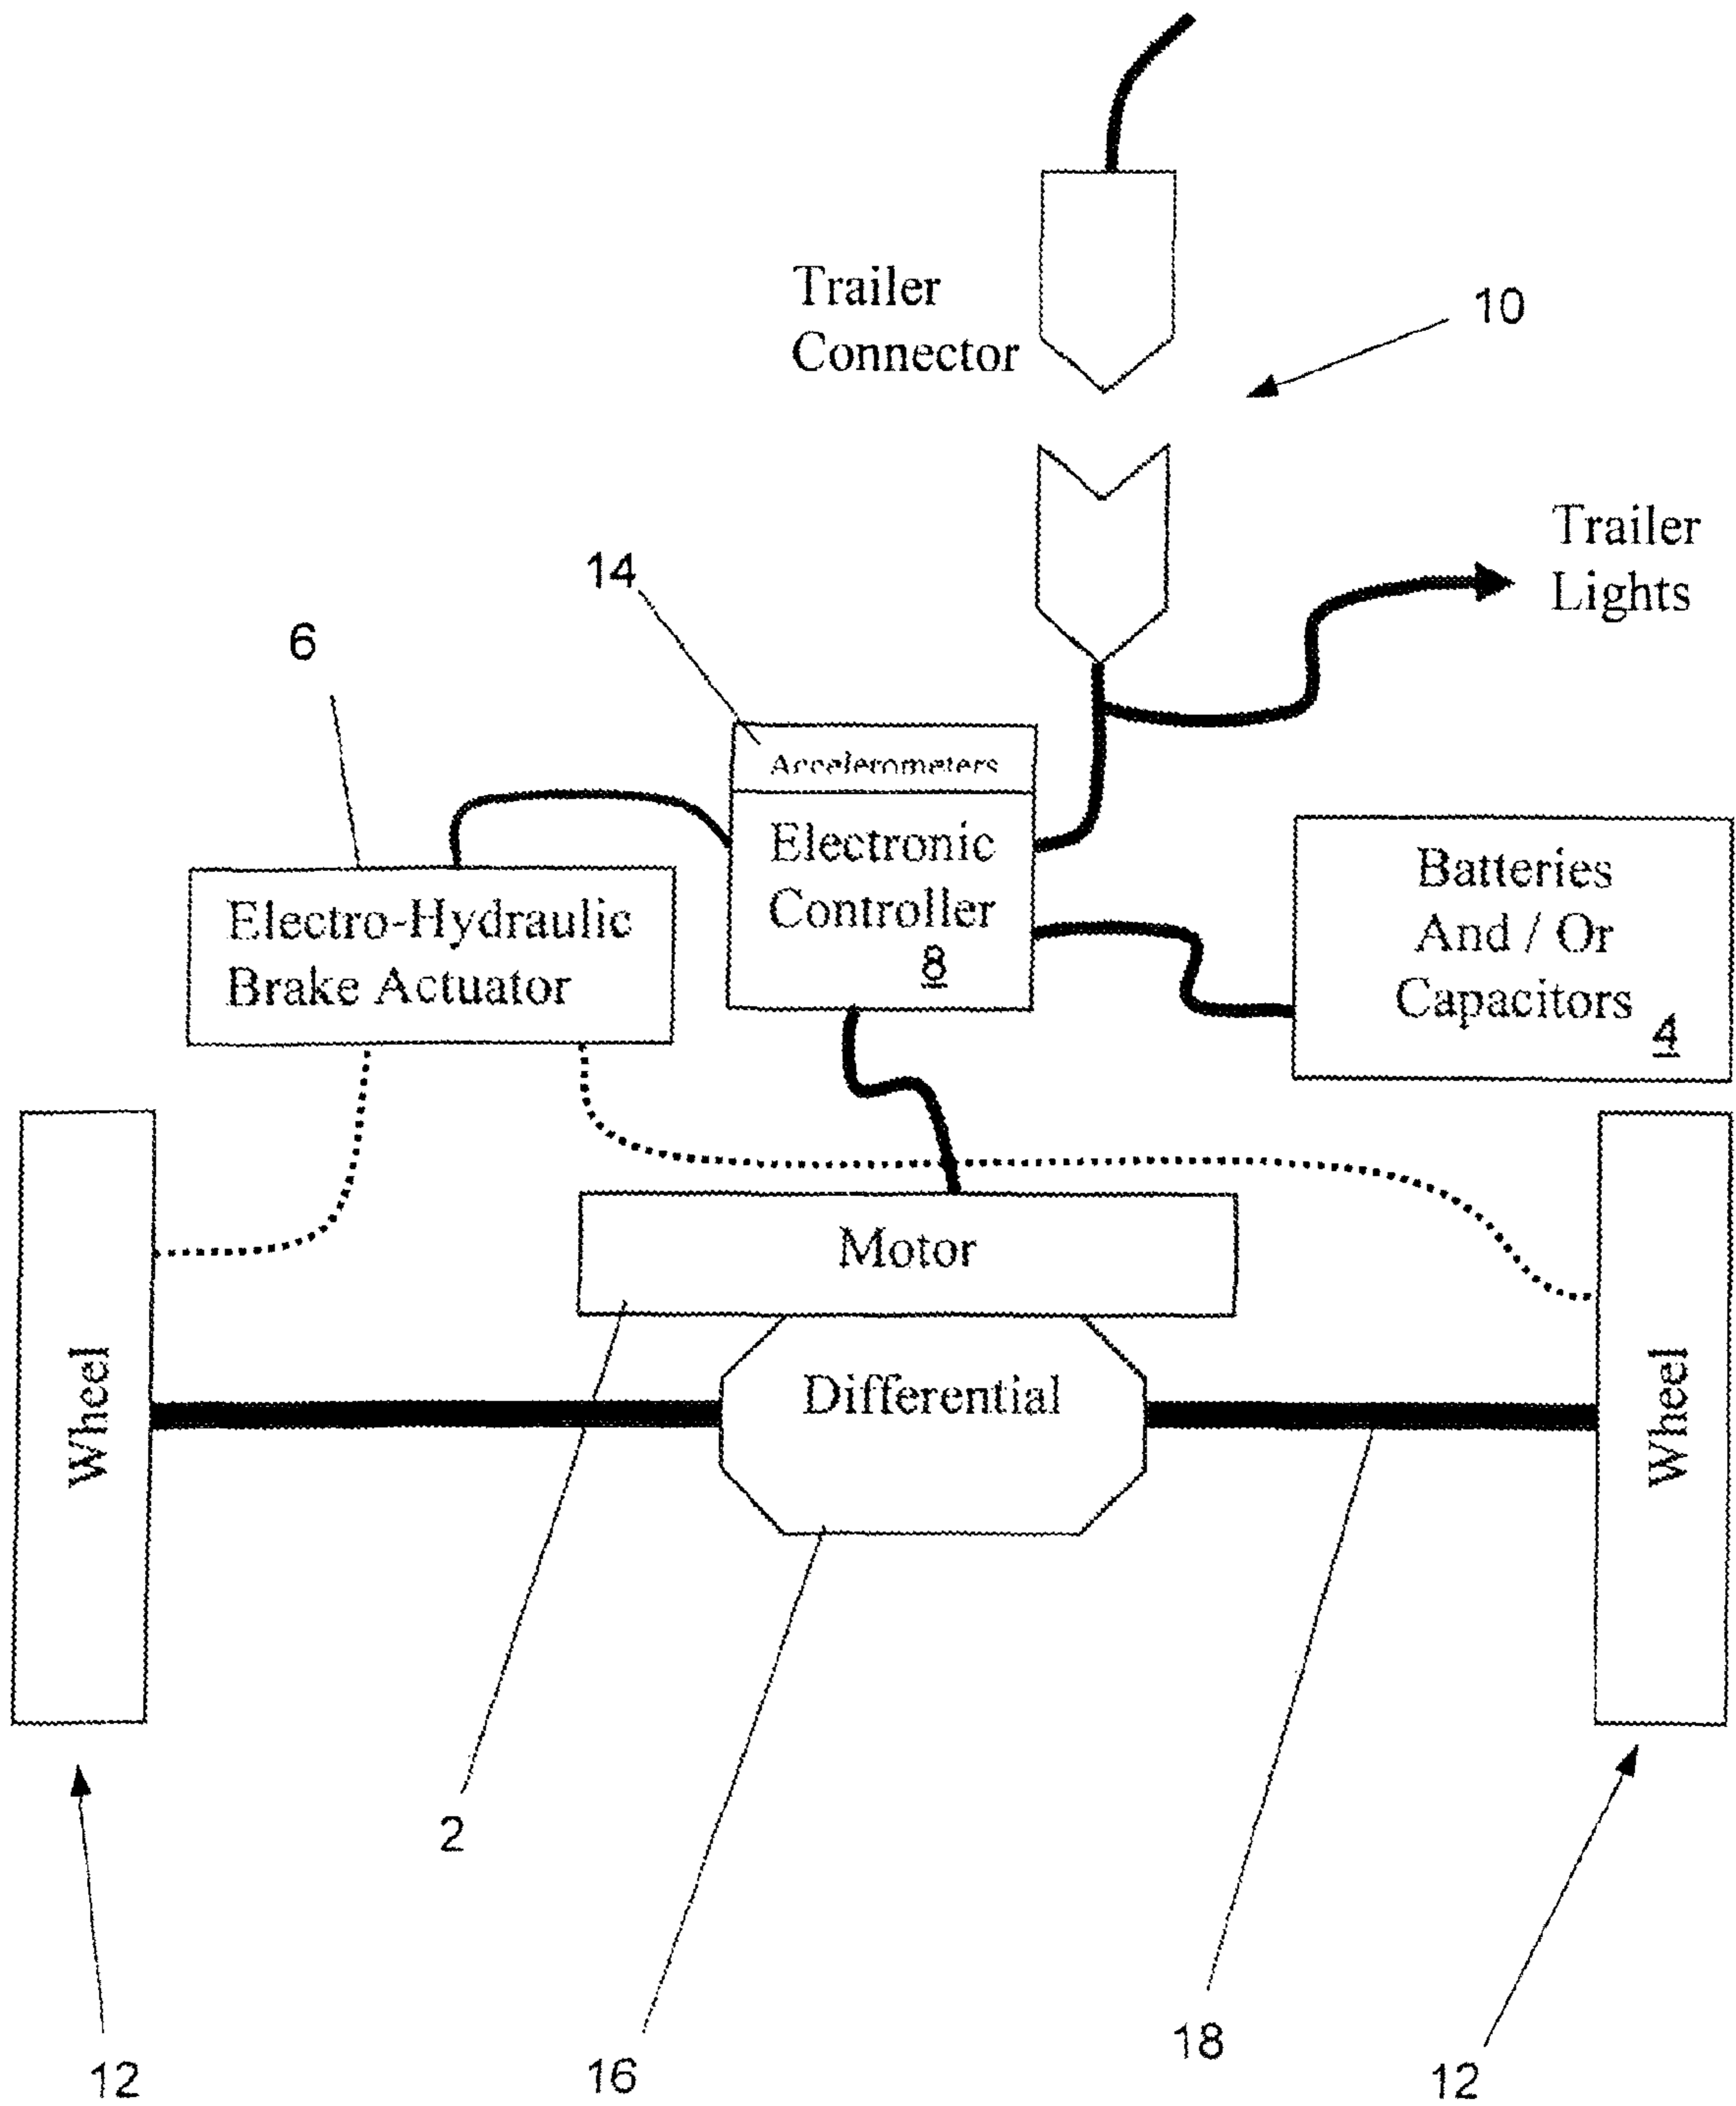 Trailer
Connector
10
Trailer
Lights
14
6
Accelerometers
Electronic
Controller
8
Batteries
And / Or
Capacitors
4
Electro-Hydraulic
Brake Actuator
Motor
Wheel
Differential
Wheel
2
18
16
12
12